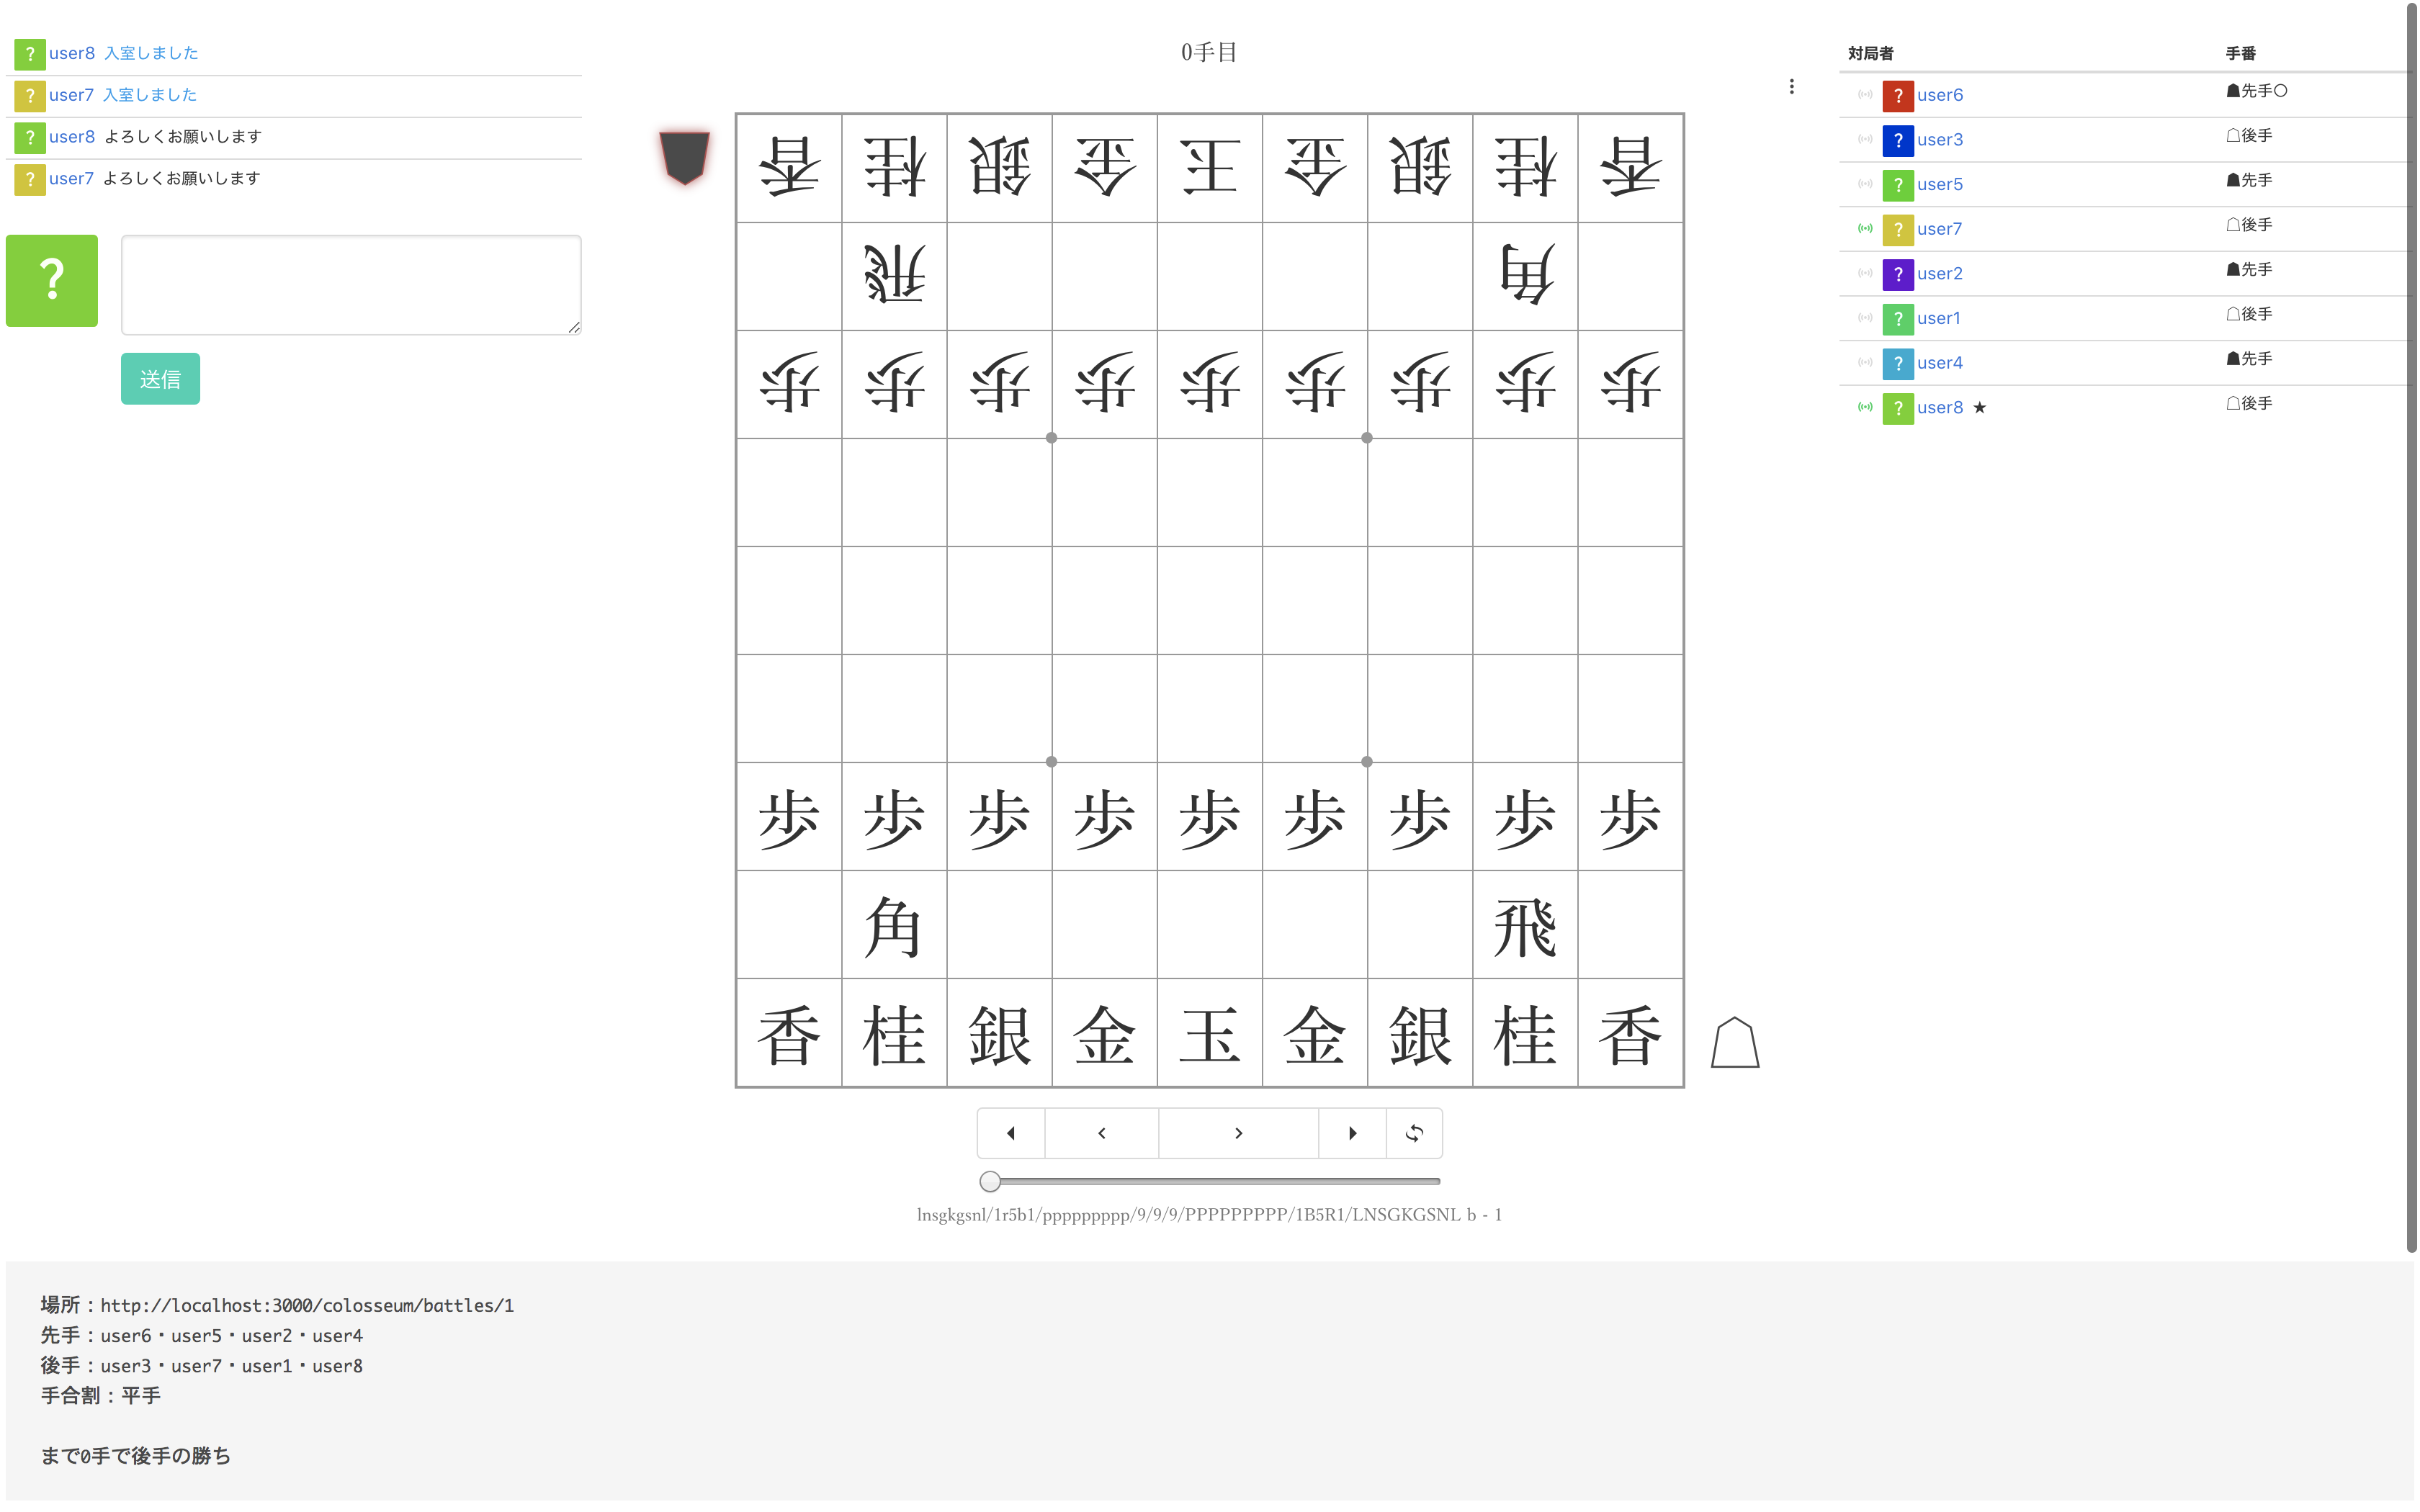 ? user8 入室しました
? user7 入室しました
? user8 よろしくお願いします
? user7 よろしくお願いします
?
送信
0手目
香 桂 銀 金 王 金 銀 桂 香
飛 角
歩 歩 歩 歩 歩 歩 歩 歩 歩
歩 歩 歩 歩 歩 歩 歩 歩 歩
角 飛
香 桂 銀 金 玉 金 銀 桂 香
lnsgkgsnl/1r5b1/ppppppppp/9/9/9/PPPPPPPPP/1B5R1/LNSGKGSNL b - 1
対局者 手番
? user6 ☗先手○
? user3 ☖後手
? user5 ☗先手
? user7 ☖後手
? user2 ☗先手
? user1 ☖後手
? user4 ☗先手
? user8 ★ ☖後手
場所：http://localhost:3000/colosseum/battles/1
先手：user6・user5・user2・user4
後手：user3・user7・user1・user8
手合割：平手
まで0手で後手の勝ち